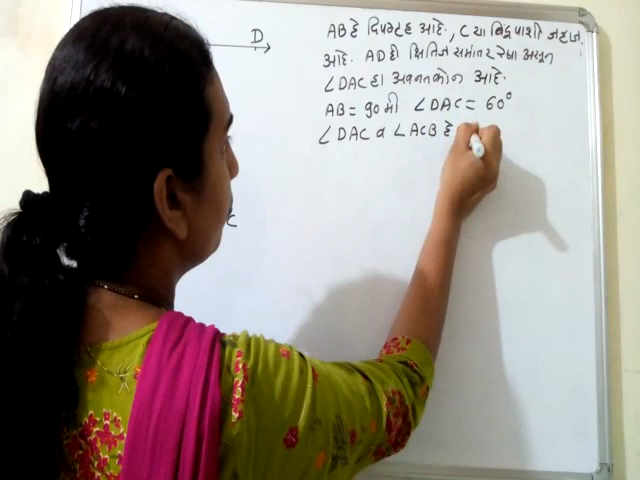 D
AB हे दिपगृह आहे., C या बिंदूपाशी जहाज
आहे. AD ही क्षितिज समांतर रेषा असून
∠DAC हा अवनतकोन आहे.
AB = 90 मी ∠DAC = 60°
∠DAC व ∠ACB हे
C